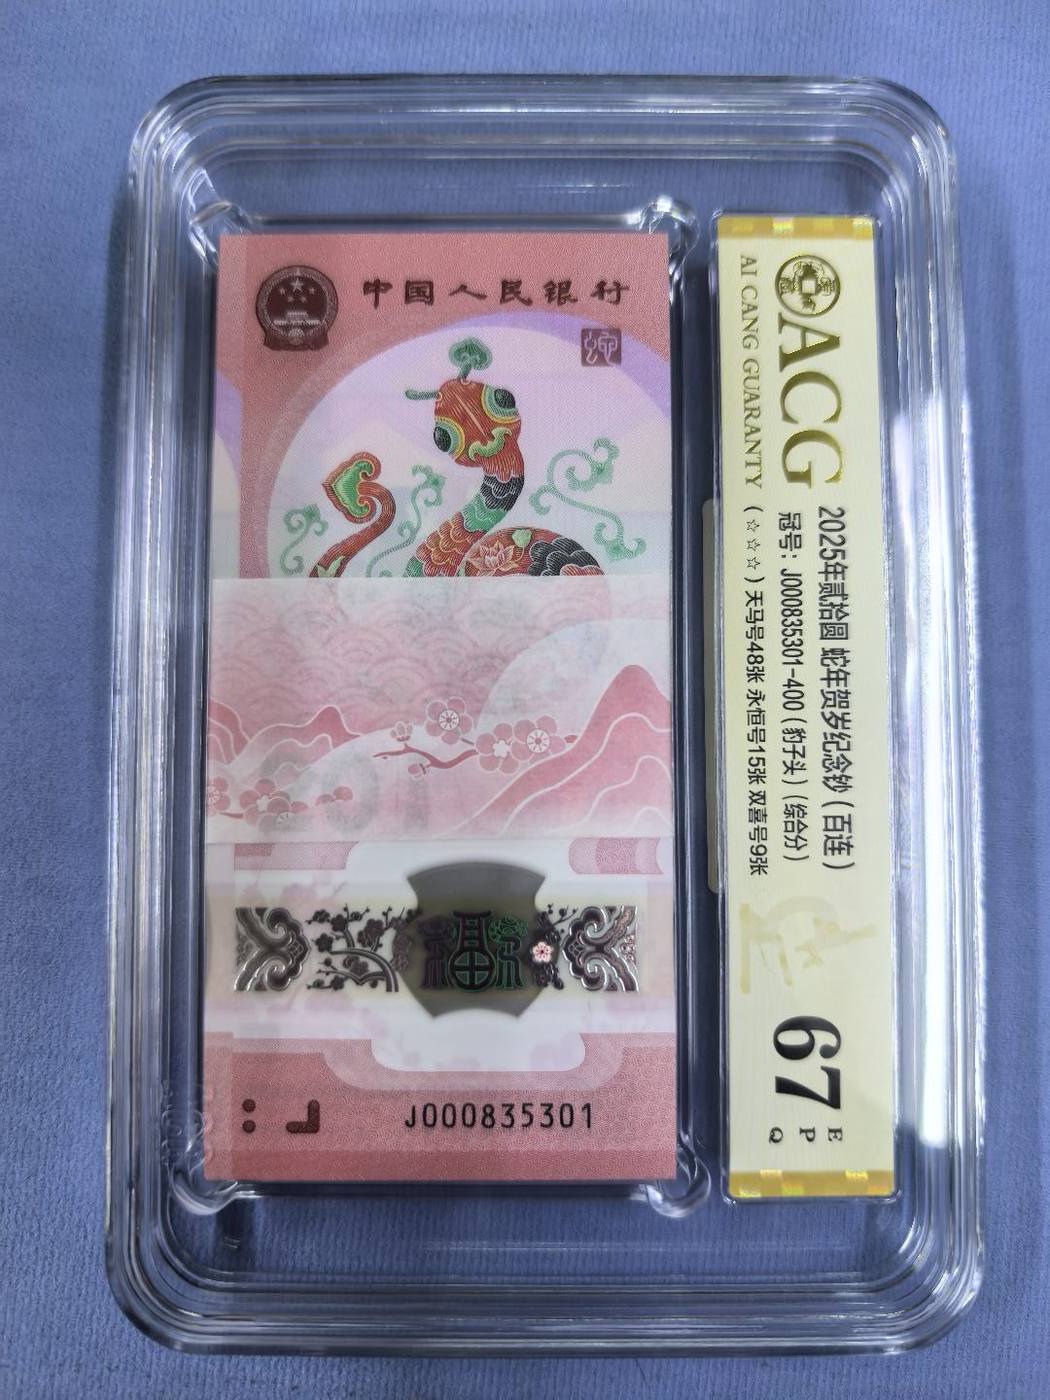 中国人民银行
福
J000835301
ACG
AI CANG GUARANTY
2025年贰拾圆 蛇年贺岁纪念钞（百连）
冠号：J000835301-400（豹子头）（综合分）
（☆☆☆）天马号48张 永恒号15张 双喜号9张
67
E
P
Q